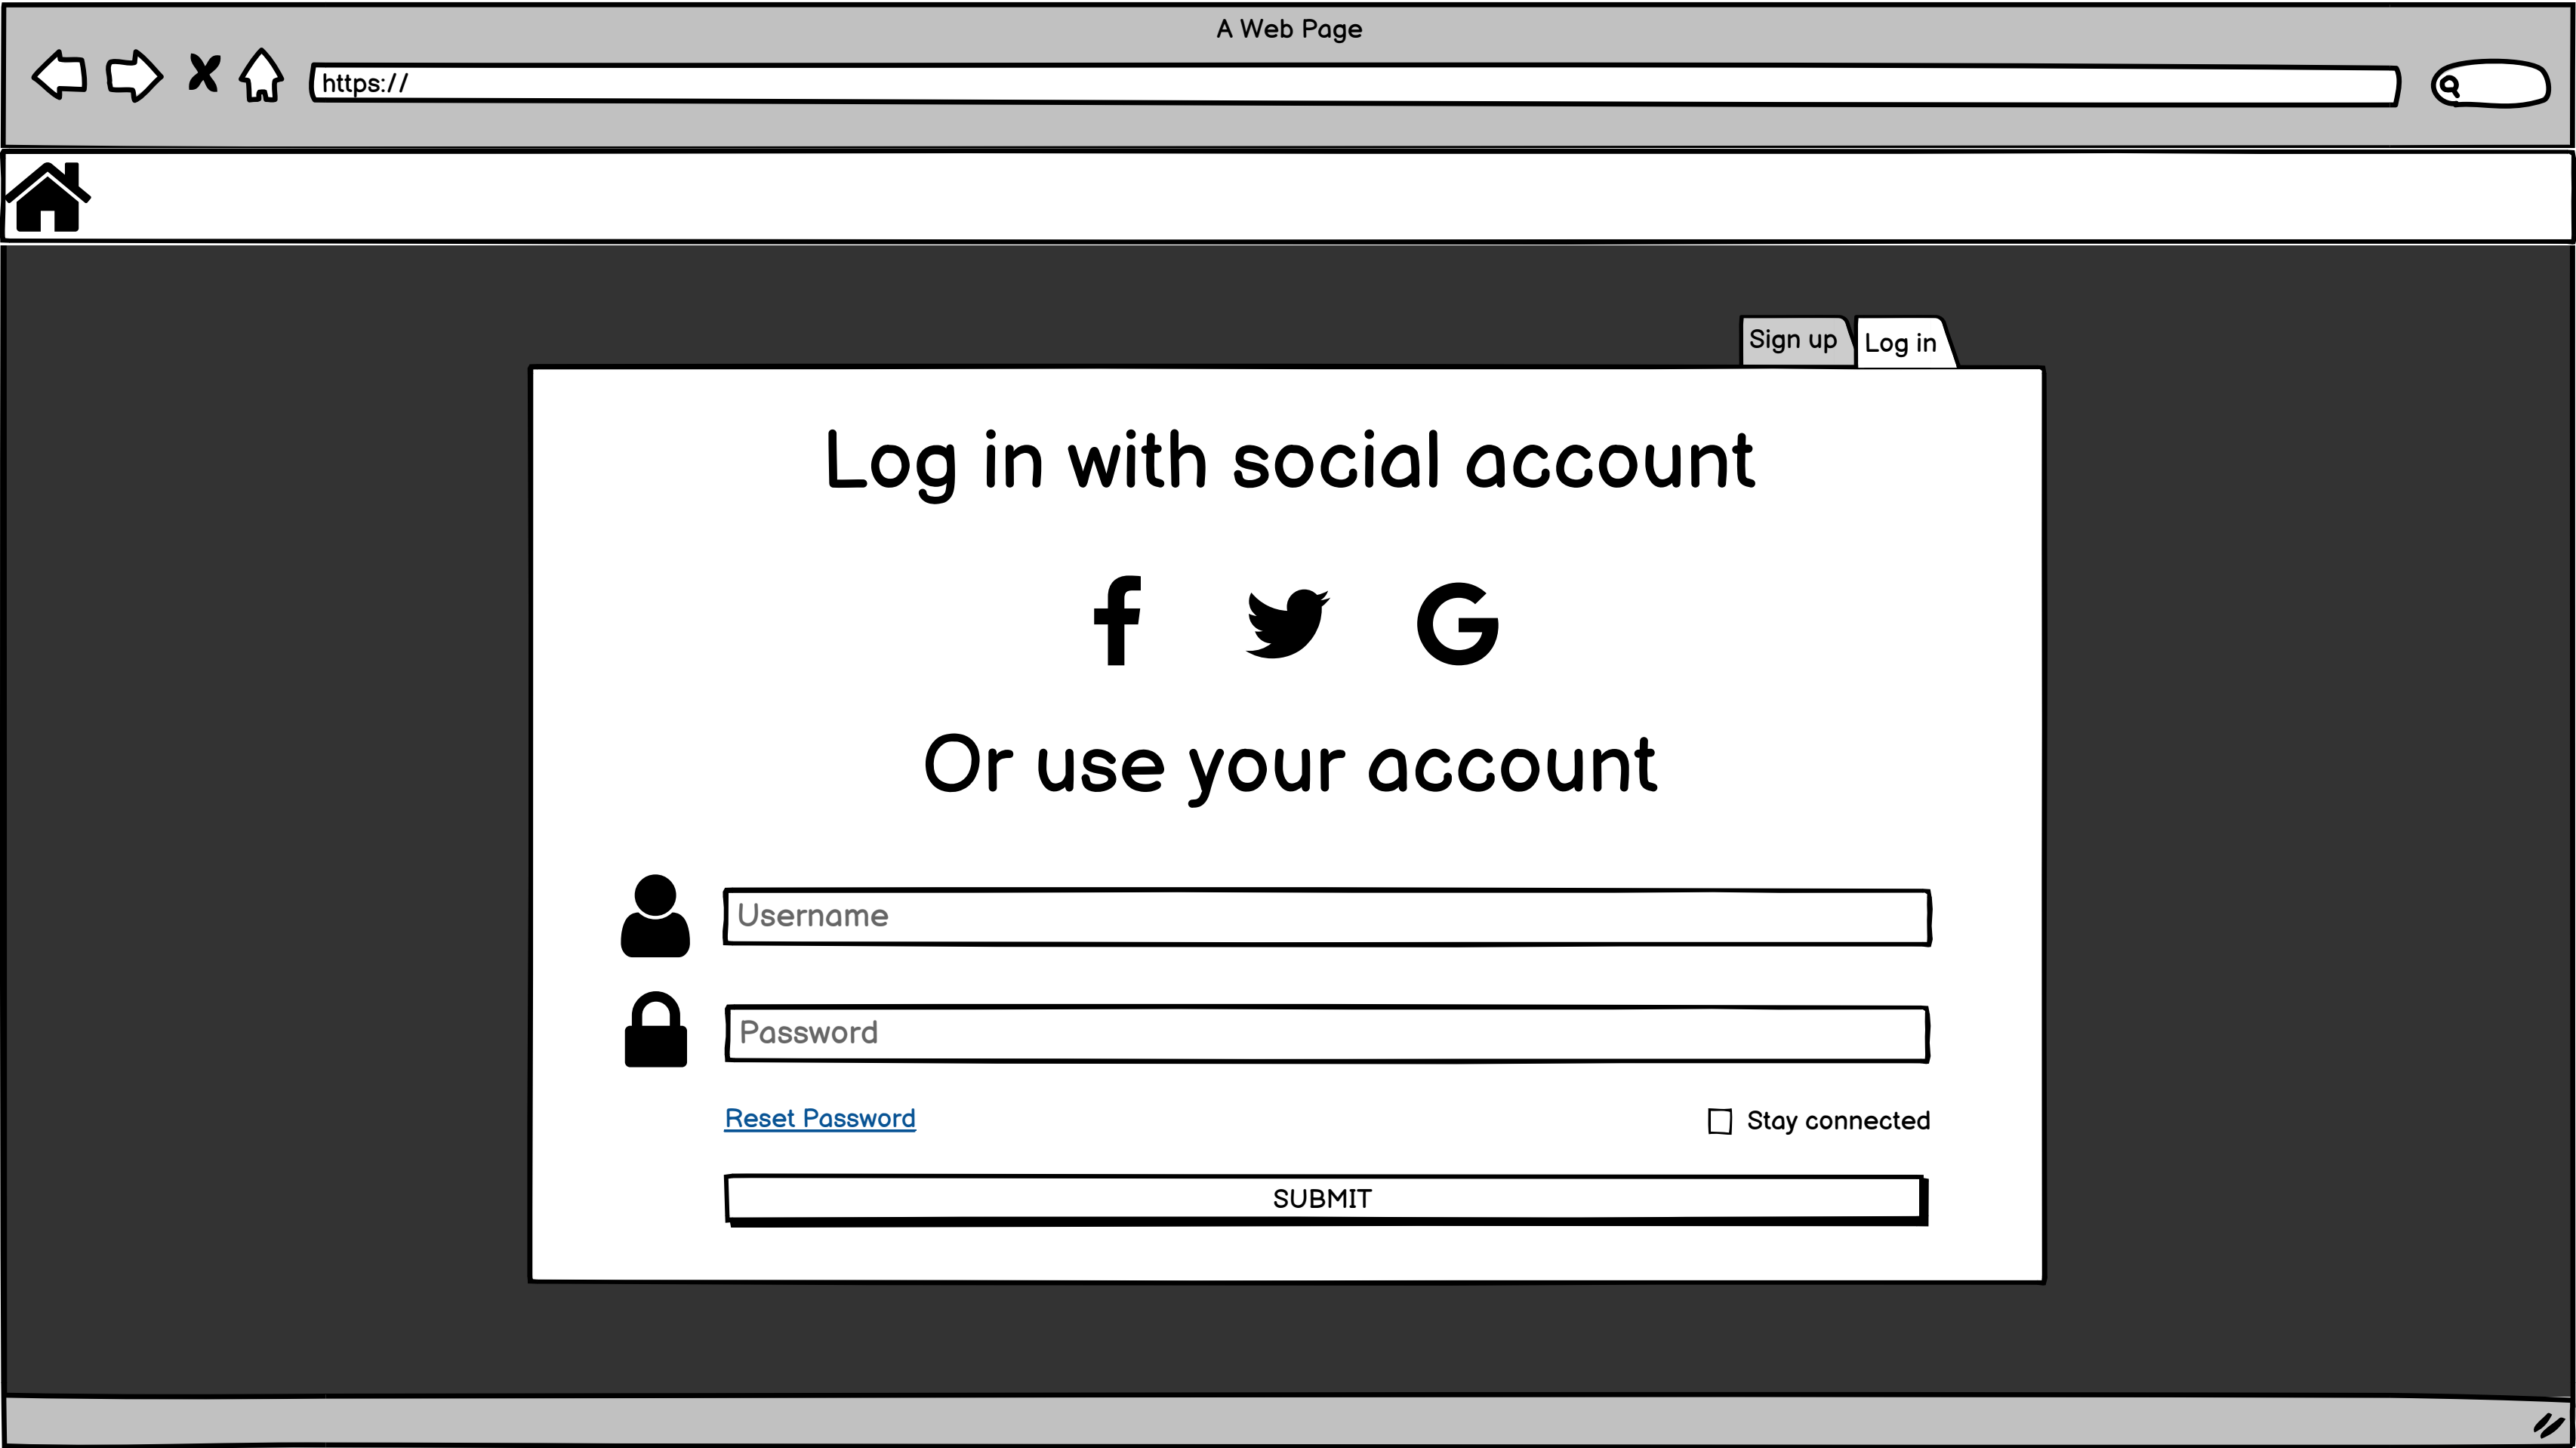 A Web Page
https://
Sign up
Log in
Log in with social account
Or use your account
Username
Password
Reset Password
Stay connected
SUBMIT